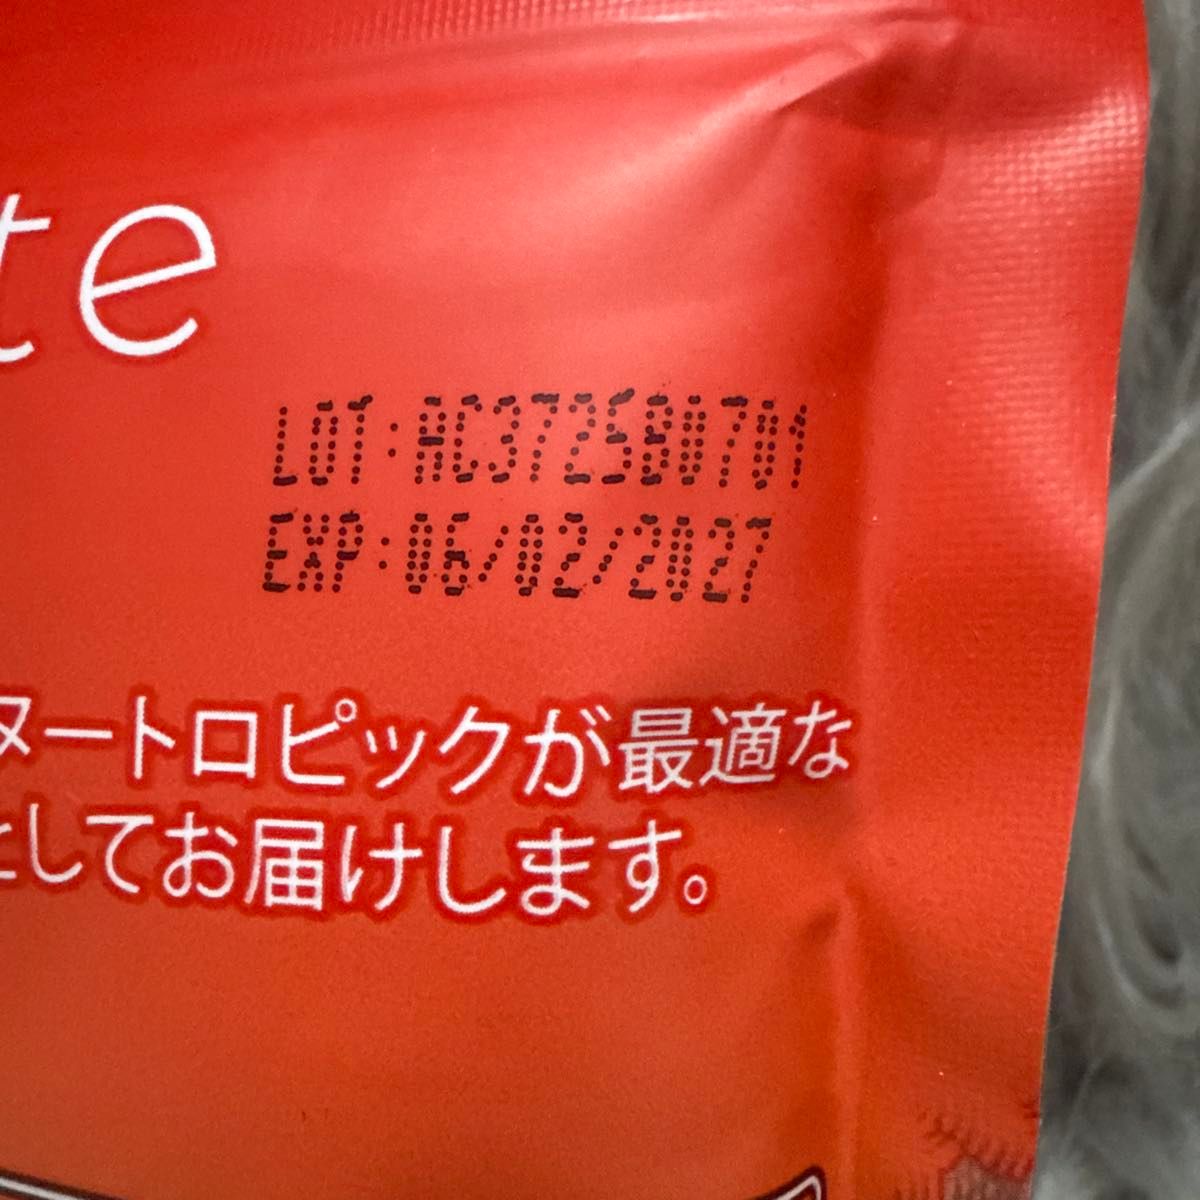 te
LOT:AC3725B0701
EXP:06/02/2027
ヌートロピックが最適な
としてお届けします。